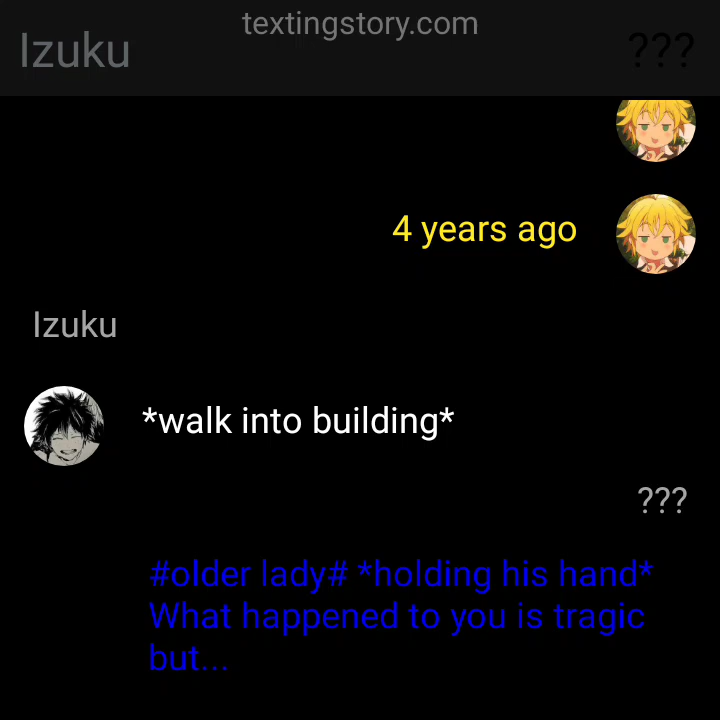 textingstory.com
Izuku
???
4 years ago
Izuku
*walk into building*
???
#older lady# *holding his hand*
What happened to you is tragic
but...